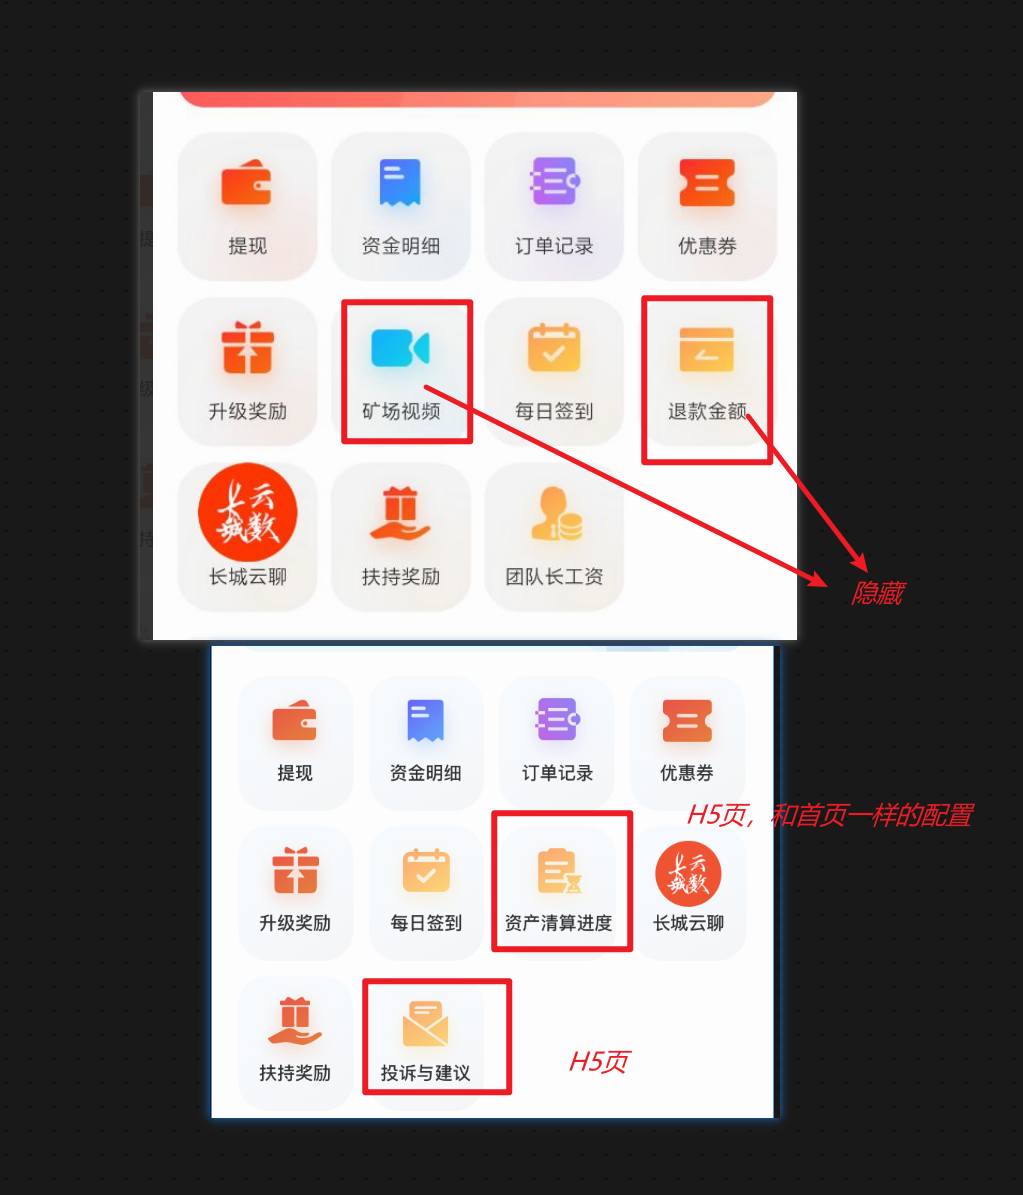 提现
资金明细
订单记录
优惠券
升级奖励
矿场视频
每日签到
退款金额
长城
云数
长城云聊
扶持奖励
团队长工资
隐藏
提现
资金明细
订单记录
优惠券
H5页，和首页一样的配置
升级奖励
每日签到
资产清算进度
长城
云数
长城云聊
扶持奖励
投诉与建议
H5页